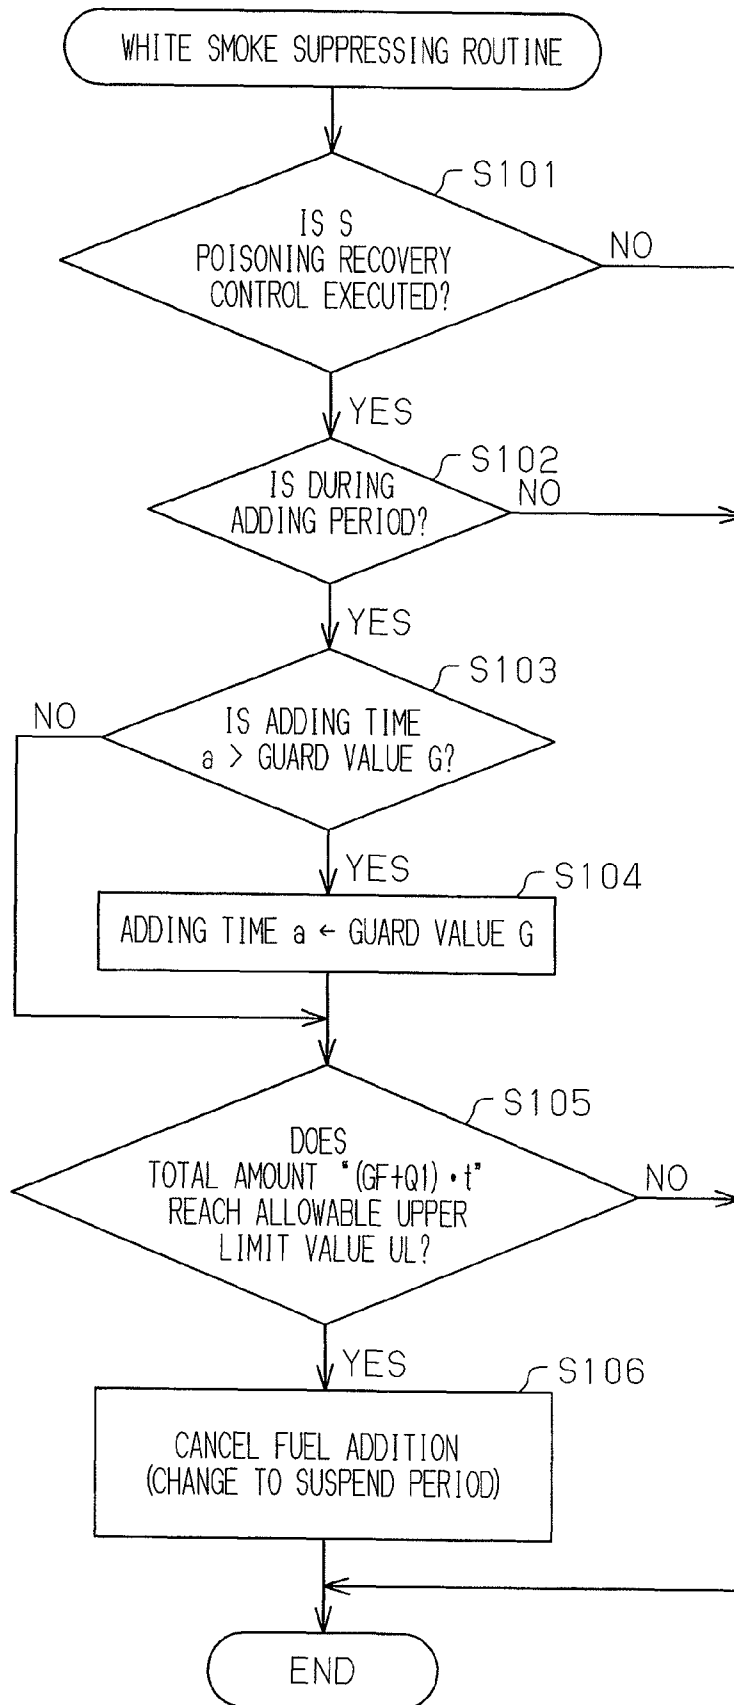 WHITE SMOKE SUPPRESSING ROUTINE
S101
IS S
POISONING RECOVERY
CONTROL EXECUTED?
NO
YES
S102
IS DURING
ADDING PERIOD?
NO
YES
S103
IS ADDING TIME
a > GUARD VALUE G?
NO
YES
S104
ADDING TIME a ← GUARD VALUE G
S105
DOES
TOTAL AMOUNT "(GF+Q1)·t"
REACH ALLOWABLE UPPER
LIMIT VALUE UL?
NO
YES
S106
CANCEL FUEL ADDITION
(CHANGE TO SUSPEND PERIOD)
END